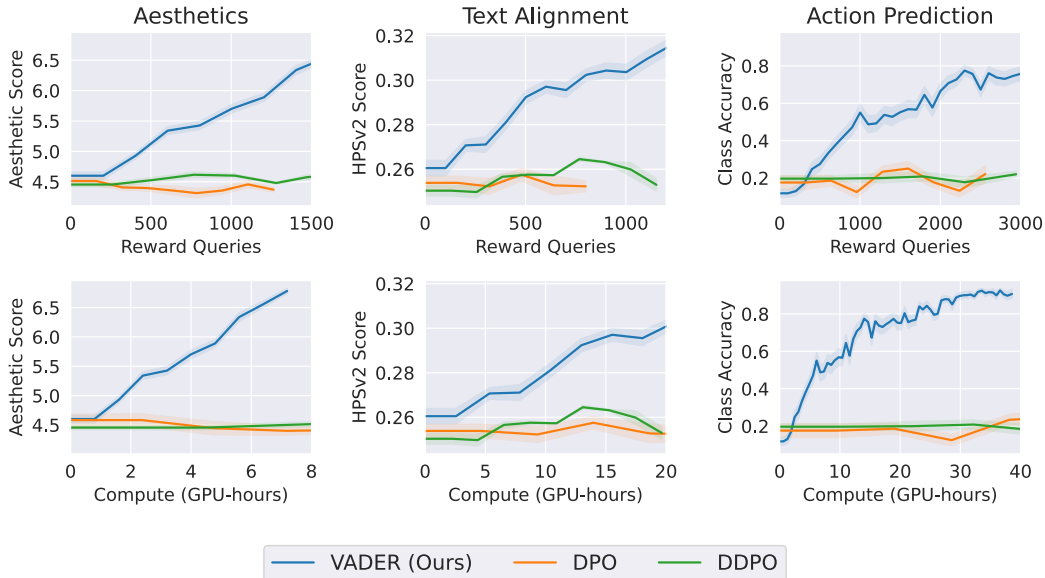 Aesthetics
Text Alignment
Action Prediction
Aesthetic Score
6.5
6.0
5.5
5.0
4.5
0
500
1000
1500
Reward Queries
HPSv2 Score
0.32
0.30
0.28
0.26
0
500
1000
Reward Queries
Class Accuracy
0.8
0.6
0.4
0.2
0
1000
2000
3000
Reward Queries
Aesthetic Score
6.5
6.0
5.5
5.0
4.5
0
2
4
6
8
Compute (GPU-hours)
HPSv2 Score
0.32
0.30
0.28
0.26
0
5
10
15
20
Compute (GPU-hours)
Class Accuracy
0.8
0.6
0.4
0.2
0
10
20
30
40
Compute (GPU-hours)
VADER (Ours)
DPO
DDPO